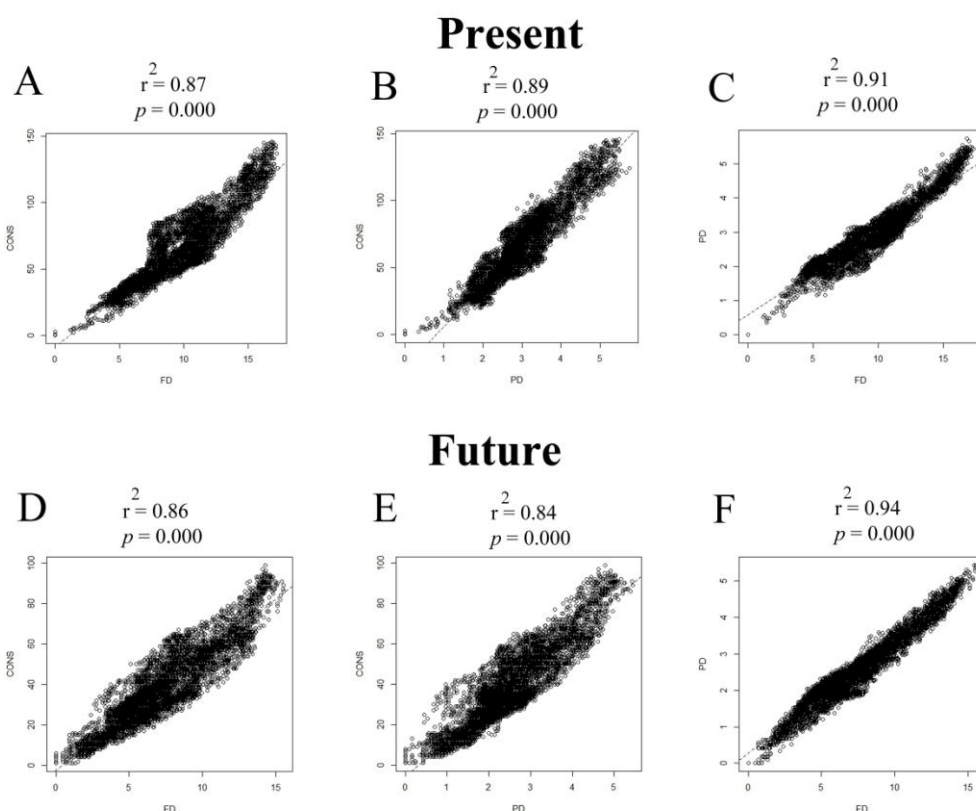 Present
A
2
r = 0.87
p = 0.000
B
2
r = 0.89
p = 0.000
C
2
r = 0.91
p = 0.000
CONS
0
50
100
150
0
5
10
15
FD
CONS
0
50
100
150
0
1
2
3
4
5
PD
PD
0
1
2
3
4
5
0
5
10
15
FD
Future
D
2
r = 0.86
p = 0.000
E
2
r = 0.84
p = 0.000
F
2
r = 0.94
p = 0.000
CONS
0
20
40
60
80
100
0
5
10
15
FD
CONS
0
20
40
60
80
100
0
1
2
3
4
5
PD
PD
0
1
2
3
4
5
0
5
10
15
FD